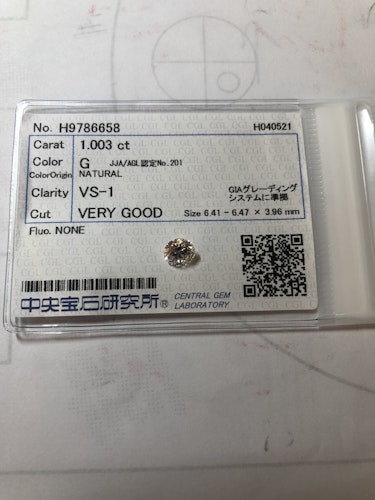 No. H9786658 H040521
Carat 1.003 ct
Color G JJA/AGL認定No.201
ColorOrigin NATURAL
Clarity VS-1 GIAグレーディング
システムに準拠
Cut VERY GOOD Size 6.41 - 6.47 × 3.96 mm
Fluo. NONE
中央宝石研究所® CENTRAL GEM
LABORATORY